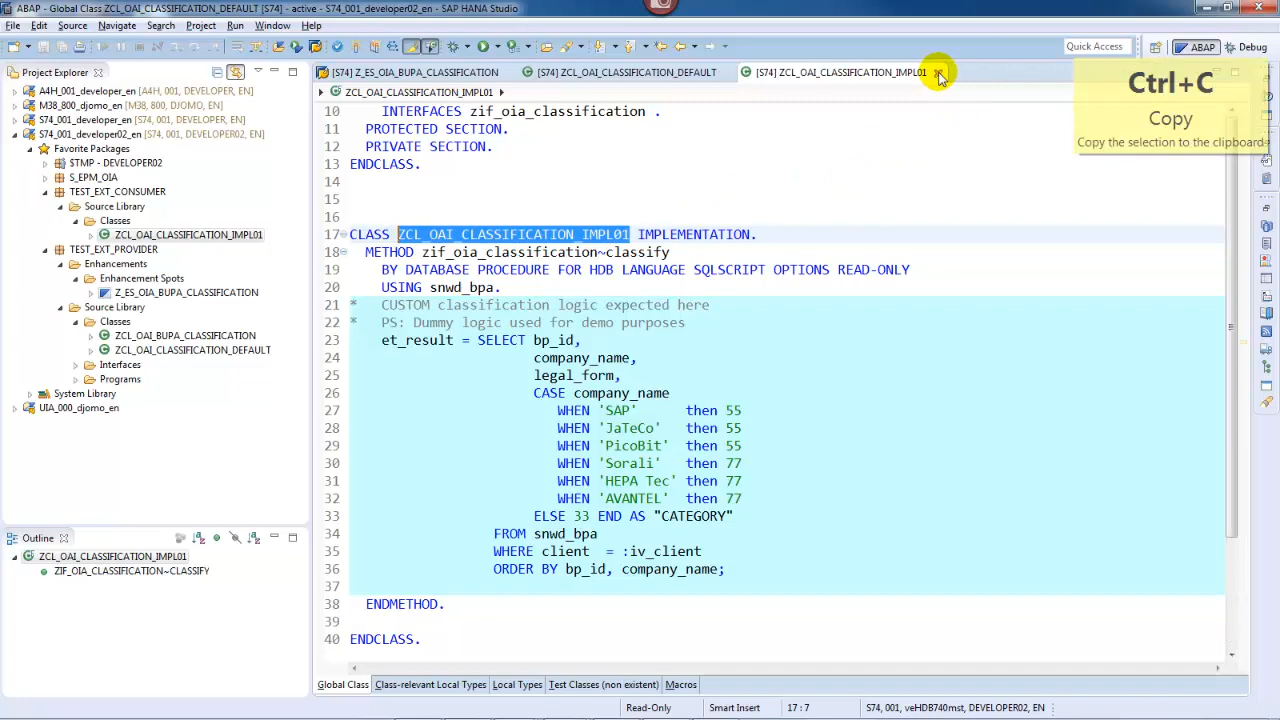 ABAP - Global Class ZCL_OAI_CLASSIFICATION_DEFAULT [S74] - active - S74_001_developer02_en - SAP HANA Studio
File Edit Source Navigate Search Project Run Window Help
Quick Access
ABAP
Debug
Project Explorer
A4H_001_developer_en (A4H, 001, DEVELOPER, EN)
M38_800_djomo_en [M38, 800, DJOMO, EN]
S74_001_developer_en [S74, 001, DEVELOPER, EN]
S74_001_developer02_en [S74, 001, DEVELOPER02, EN]
Favorite Packages
$TMP - DEVELOPER02
S_EPM_OIA
TEST_EXT_CONSUMER
Source Library
Classes
ZCL_OAI_CLASSIFICATION_IMPL01
TEST_EXT_PROVIDER
Enhancements
Enhancement Spots
Z_ES_OIA_BUPA_CLASSIFICATION
Source Library
Classes
ZCL_OAI_BUPA_CLASSIFICATION
ZCL_OAI_CLASSIFICATION_DEFAULT
Interfaces
Programs
System Library
UIA_000_djomo_en
Outline
ZCL_OAI_CLASSIFICATION_IMPL01
ZIF_OIA_CLASSIFICATION~CLASSIFY
[S74] Z_ES_OIA_BUPA_CLASSIFICATION [S74] ZCL_OAI_CLASSIFICATION_DEFAULT [S74] ZCL_OAI_CLASSIFICATION_IMPL01
ZCL_OAI_CLASSIFICATION_IMPL01
Ctrl+C
Copy
Copy the selection to the clipboard
10 INTERFACES zif_oia_classification .
11 PROTECTED SECTION.
12 PRIVATE SECTION.
13 ENDCLASS.
14
15
16
17 CLASS ZCL_OAI_CLASSIFICATION_IMPL01 IMPLEMENTATION.
18 METHOD zif_oia_classification~classify
19 BY DATABASE PROCEDURE FOR HDB LANGUAGE SQLSCRIPT OPTIONS READ-ONLY
20 USING snwd_bpa.
21 * CUSTOM classification logic expected here
22 * PS: Dummy logic used for demo purposes
23 et_result = SELECT bp_id,
24 company_name,
25 legal_form,
26 CASE company_name
27 WHEN 'SAP' then 55
28 WHEN 'JaTeCo' then 55
29 WHEN 'PicoBit' then 55
30 WHEN 'Sorali' then 77
31 WHEN 'HEPA Tec' then 77
32 WHEN 'AVANTEL' then 77
33 ELSE 33 END AS "CATEGORY"
34 FROM snwd_bpa
35 WHERE client = :iv_client
36 ORDER BY bp_id, company_name;
37
38 ENDMETHOD.
39
40 ENDCLASS.
Global Class Class-relevant Local Types Local Types Test Classes (non existent) Macros
Read-Only Smart Insert 17 : 7 S74, 001, veHDB740mst, DEVELOPER02, EN